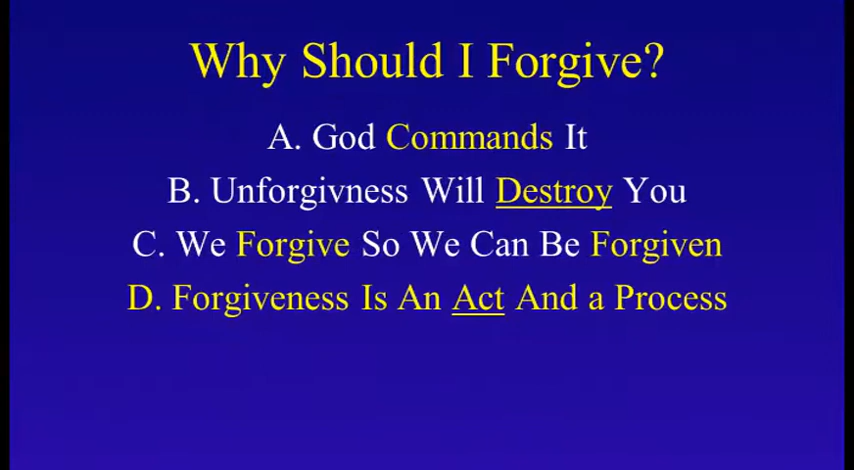 Why Should I Forgive?
A. God Commands It
B. Unforgivness Will Destroy You
C. We Forgive So We Can Be Forgiven
D. Forgiveness Is An Act And a Process